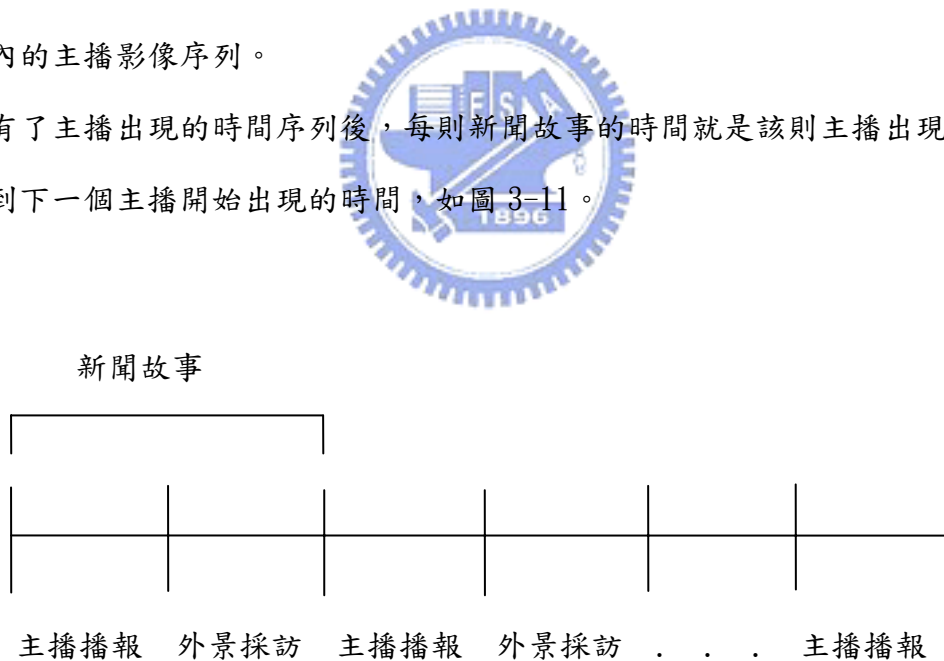 內的主播影像序列。
有了主播出現的時間序列後，每則新聞故事的時間就是該則主播出現
到下一個主播開始出現的時間，如圖 3-11。
ESA
1896
新聞故事
主播播報 外景採訪 主播播報 外景採訪 . . . 主播播報